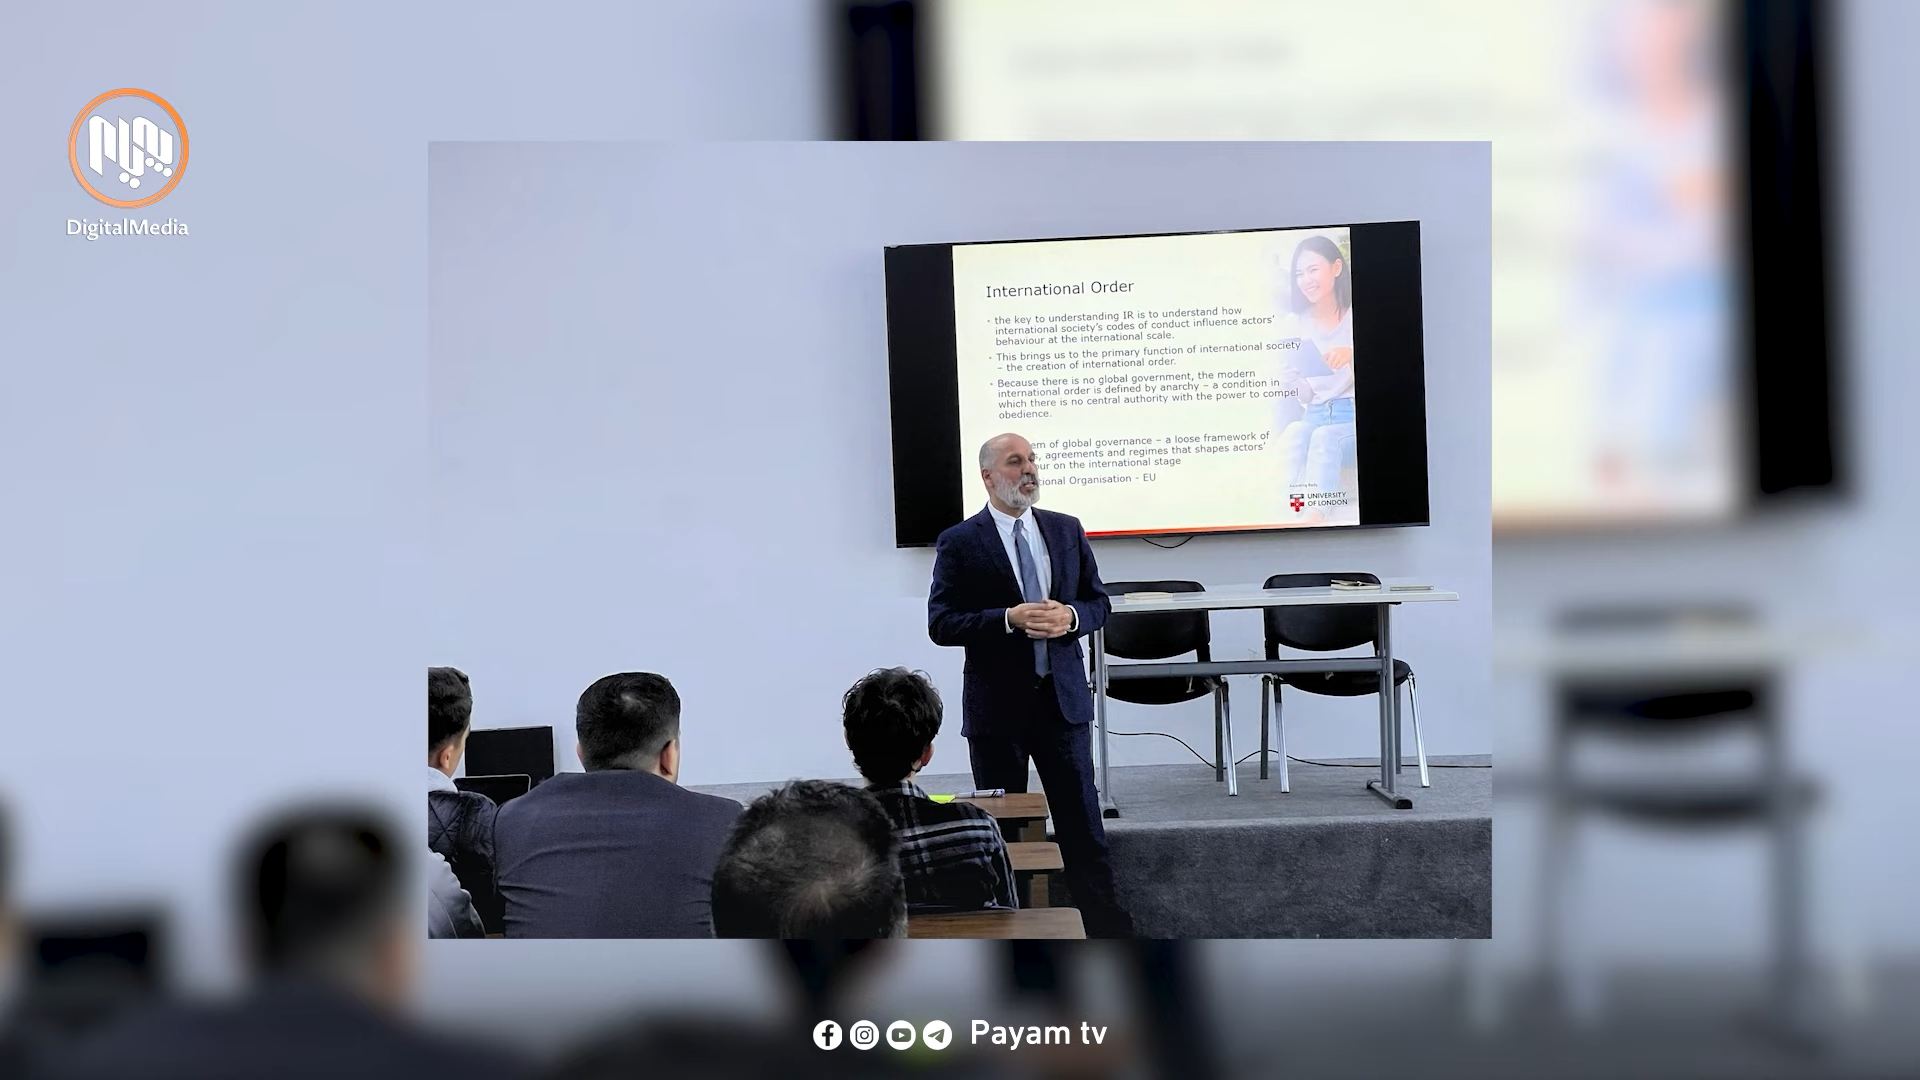 پیام
DigitalMedia
International Order
• the key to understanding IR is to understand how
international society's codes of conduct influence actors'
behaviour at the international scale.
• This brings us to the primary function of international society
– the creation of international order.
• Because there is no global government, the modern
international order is defined by anarchy – a condition in
which there is no central authority with the power to compel
obedience.
of global governance – a loose framework of
agreements and regimes that shapes actors'
on the international stage
Organisation - EU
UNIVERSITY
OF LONDON
Payam tv